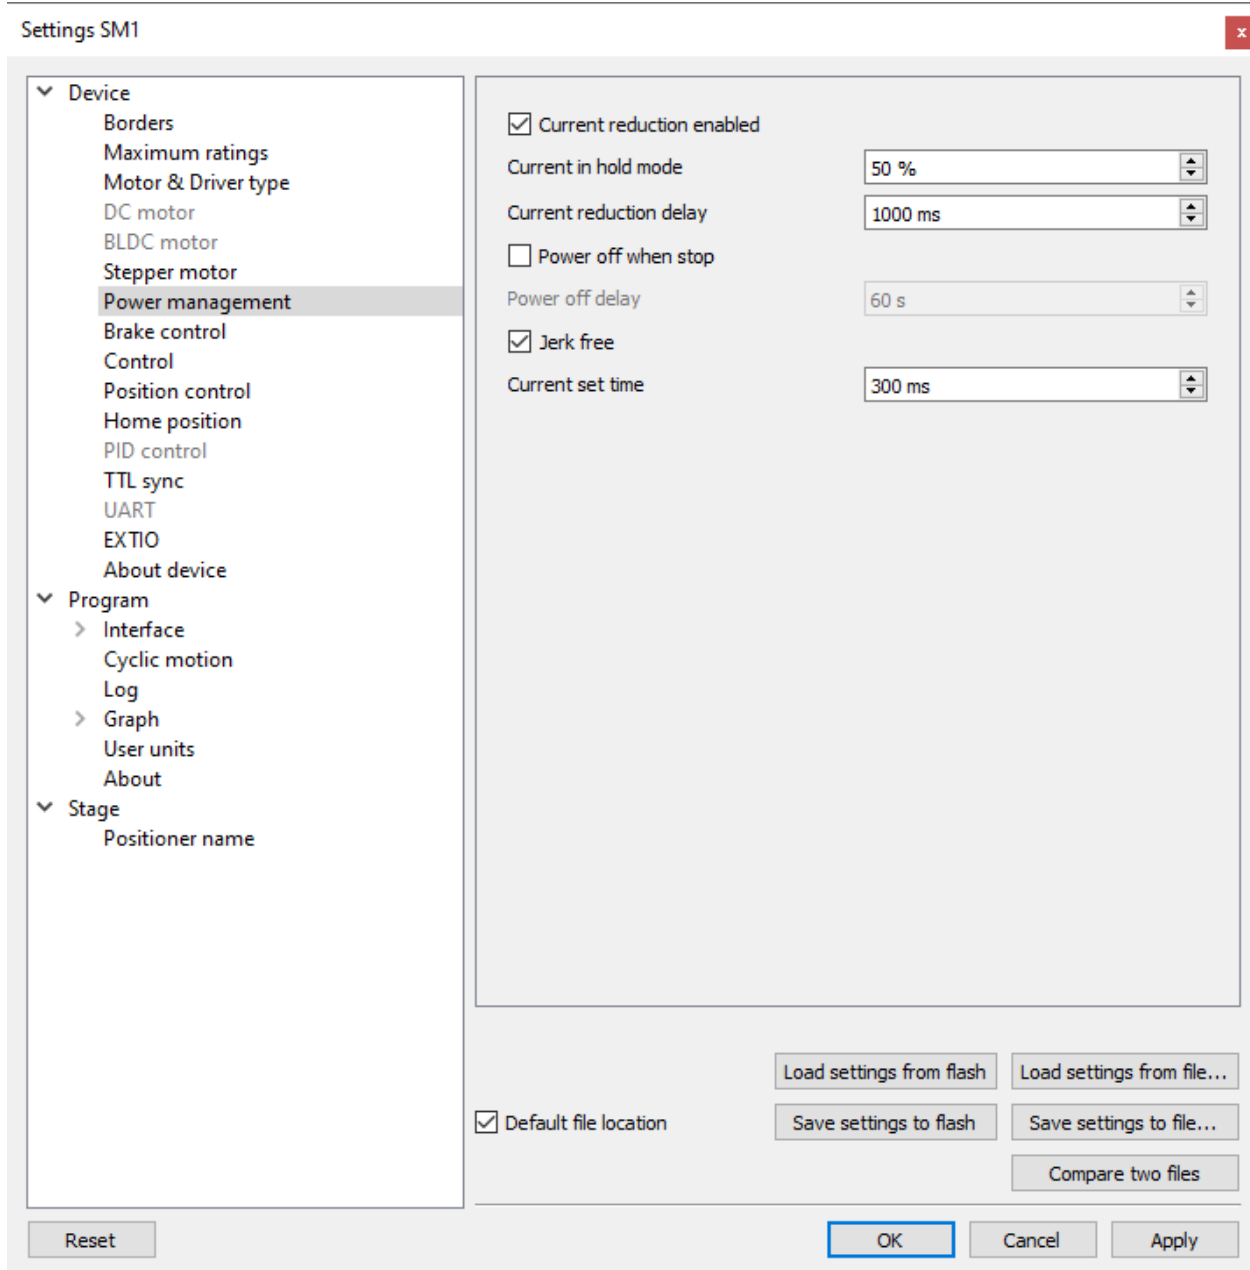 Settings SM1
x
Device
Borders
Maximum ratings
Motor & Driver type
DC motor
BLDC motor
Stepper motor
Power management
Brake control
Control
Position control
Home position
PID control
TTL sync
UART
EXTIO
About device
Program
Interface
Cyclic motion
Log
Graph
User units
About
Stage
Positioner name
Current reduction enabled
Current in hold mode 50 %
Current reduction delay 1000 ms
Power off when stop
Power off delay 60 s
Jerk free
Current set time 300 ms
Load settings from flash Load settings from file...
Default file location Save settings to flash Save settings to file...
Compare two files
Reset OK Cancel Apply